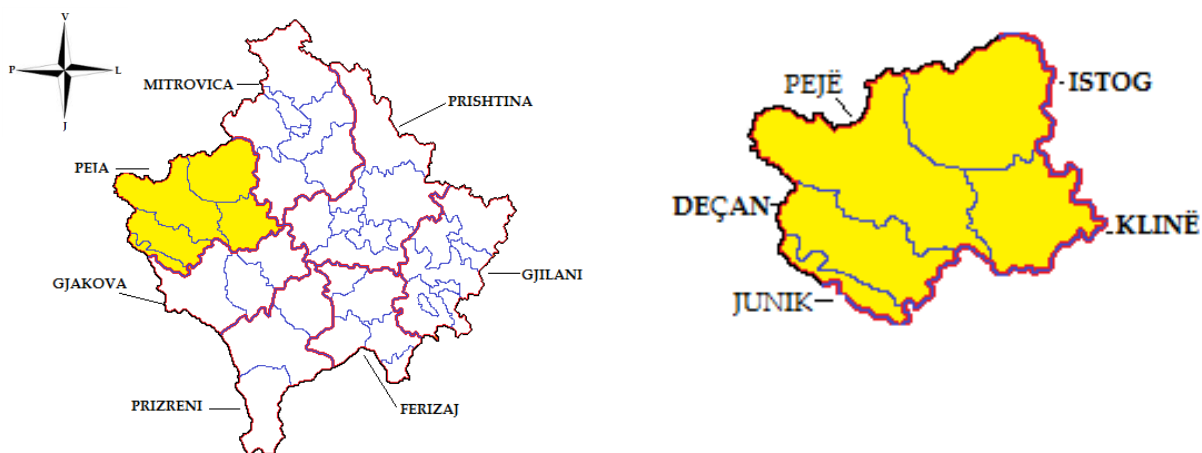 V
P
L
J
MITROVICA
PRISHTINA
PEJA
GJAKOVA
GJILANI
PRIZRENI
FERIZAJ
PEJË
ISTOG
DEÇAN
KLINË
JUNIK